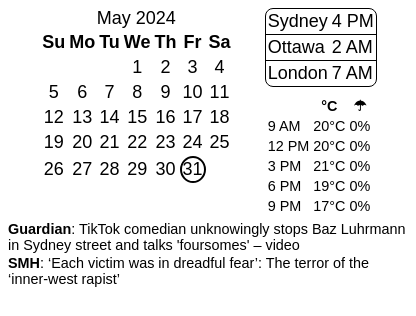 May 2024
Su Mo Tu We Th Fr Sa
1 2 3 4
5 6 7 8 9 10 11
12 13 14 15 16 17 18
19 20 21 22 23 24 25
26 27 28 29 30 31
Sydney 4 PM
Ottawa 2 AM
London 7 AM
°C ☂
9 AM 20°C 0%
12 PM 20°C 0%
3 PM 21°C 0%
6 PM 19°C 0%
9 PM 17°C 0%
Guardian: TikTok comedian unknowingly stops Baz Luhrmann
in Sydney street and talks 'foursomes' – video
SMH: ‘Each victim was in dreadful fear’: The terror of the
‘inner-west rapist’